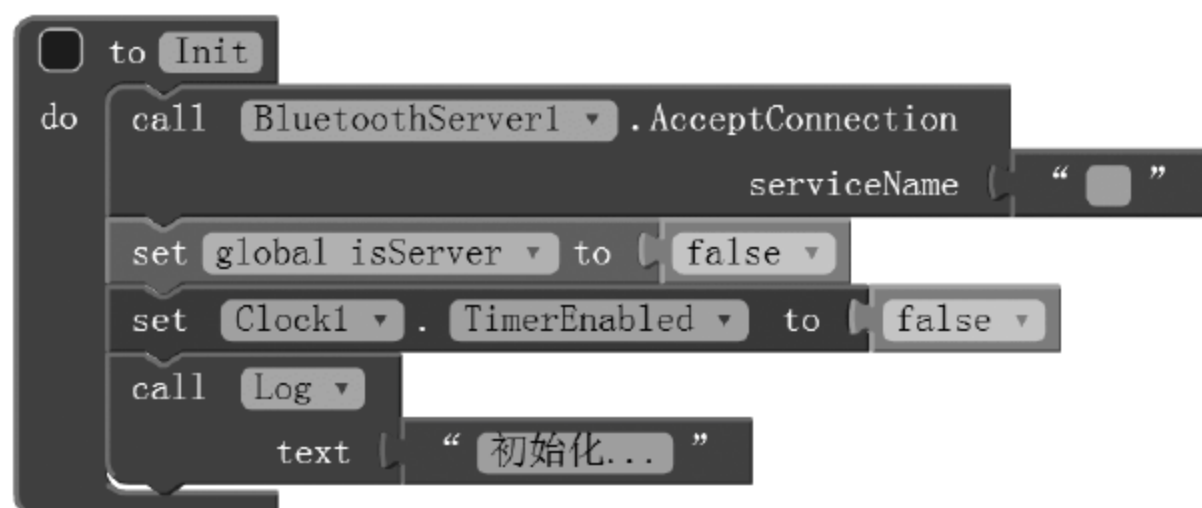 to Init
do call BluetoothServer1 .AcceptConnection
serviceName “ ”
set global isServer to false
set Clock1 . TimerEnabled to false
call Log
text “ 初始化... ”